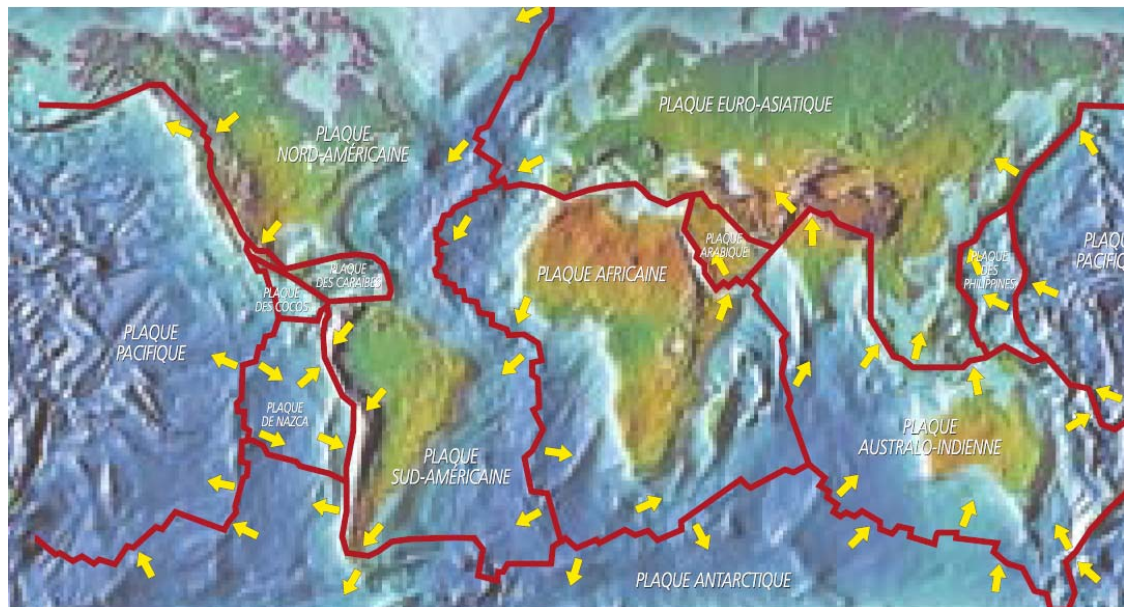 PLAQUE EURO-ASIATIQUE
PLAQUE
NORD-AMÉRICAINE
PLAQUE
ARABIQUE
PLAQUE
PACIFIQ
PLAQUE
DES CARAÏBES
PLAQUE AFRICAINE
PLAQUE
DES
PHILIPPINES
PLAQUE
DES COCOS
PLAQUE
PACIFIQUE
PLAQUE
DE NAZCA
PLAQUE
AUSTRALO-INDIENNE
PLAQUE
SUD-AMÉRICAINE
PLAQUE ANTARCTIQUE